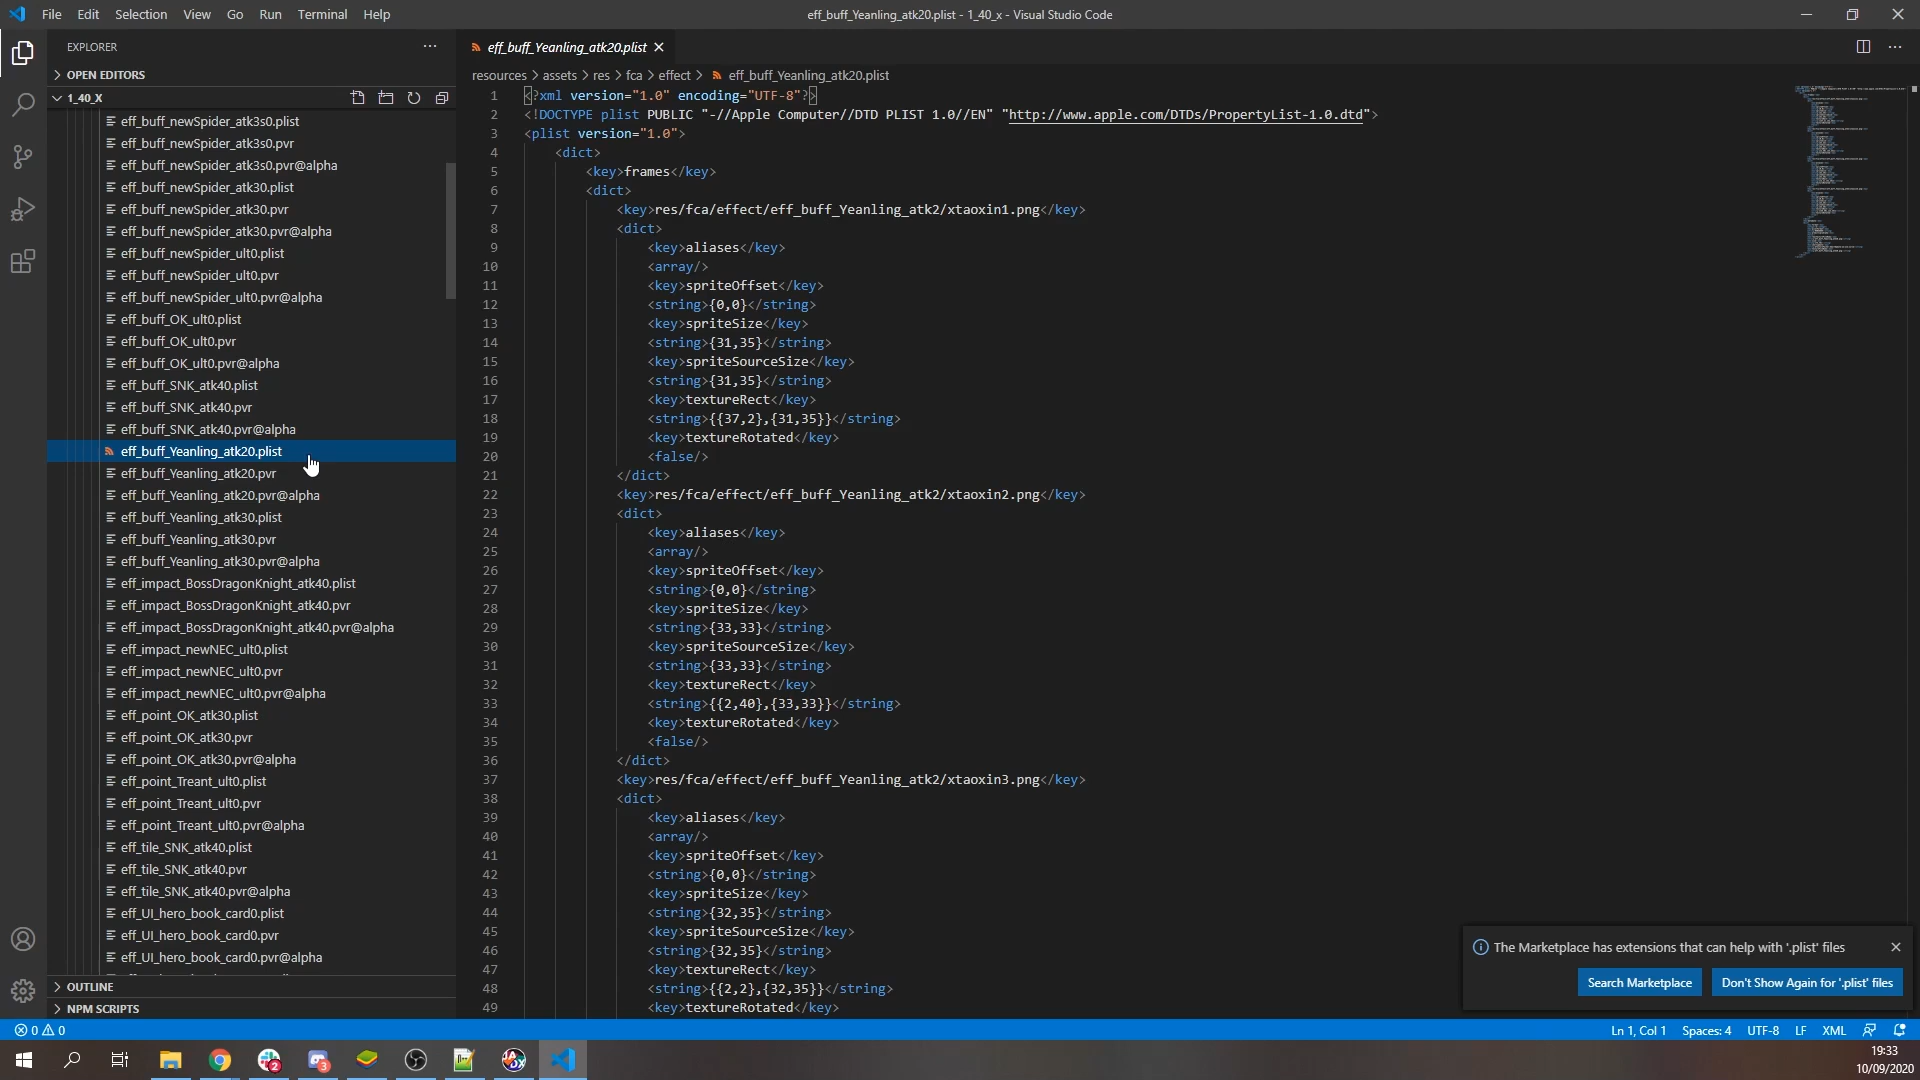 File Edit Selection View Go Run Terminal Help
eff_buff_Yeanling_atk20.plist - 1_40_x - Visual Studio Code
EXPLORER
OPEN EDITORS
1_40_X
eff_buff_newSpider_atk3s0.plist
eff_buff_newSpider_atk3s0.pvr
eff_buff_newSpider_atk3s0.pvr@alpha
eff_buff_newSpider_atk30.plist
eff_buff_newSpider_atk30.pvr
eff_buff_newSpider_atk30.pvr@alpha
eff_buff_newSpider_ult0.plist
eff_buff_newSpider_ult0.pvr
eff_buff_newSpider_ult0.pvr@alpha
eff_buff_OK_ult0.plist
eff_buff_OK_ult0.pvr
eff_buff_OK_ult0.pvr@alpha
eff_buff_SNK_atk40.plist
eff_buff_SNK_atk40.pvr
eff_buff_SNK_atk40.pvr@alpha
eff_buff_Yeanling_atk20.plist
eff_buff_Yeanling_atk20.pvr
eff_buff_Yeanling_atk20.pvr@alpha
eff_buff_Yeanling_atk30.plist
eff_buff_Yeanling_atk30.pvr
eff_buff_Yeanling_atk30.pvr@alpha
eff_impact_BossDragonKnight_atk40.plist
eff_impact_BossDragonKnight_atk40.pvr
eff_impact_BossDragonKnight_atk40.pvr@alpha
eff_impact_newNEC_ult0.plist
eff_impact_newNEC_ult0.pvr
eff_impact_newNEC_ult0.pvr@alpha
eff_point_OK_atk30.plist
eff_point_OK_atk30.pvr
eff_point_OK_atk30.pvr@alpha
eff_point_Treant_ult0.plist
eff_point_Treant_ult0.pvr
eff_point_Treant_ult0.pvr@alpha
eff_tile_SNK_atk40.plist
eff_tile_SNK_atk40.pvr
eff_tile_SNK_atk40.pvr@alpha
eff_UI_hero_book_card0.plist
eff_UI_hero_book_card0.pvr
eff_UI_hero_book_card0.pvr@alpha
OUTLINE
NPM SCRIPTS
eff_buff_Yeanling_atk20.plist
resources > assets > res > fca > effect > eff_buff_Yeanling_atk20.plist
1 <?xml version="1.0" encoding="UTF-8"?>
2 <!DOCTYPE plist PUBLIC "-//Apple Computer//DTD PLIST 1.0//EN" "http://www.apple.com/DTDs/PropertyList-1.0.dtd">
3 <plist version="1.0">
4 <dict>
5 <key>frames</key>
6 <dict>
7 <key>res/fca/effect/eff_buff_Yeanling_atk2/xtaoxin1.png</key>
8 <dict>
9 <key>aliases</key>
10 <array/>
11 <key>spriteOffset</key>
12 <string>{0,0}</string>
13 <key>spriteSize</key>
14 <string>{31,35}</string>
15 <key>spriteSourceSize</key>
16 <string>{31,35}</string>
17 <key>textureRect</key>
18 <string>{{37,2},{31,35}}</string>
19 <key>textureRotated</key>
20 <false/>
21 </dict>
22 <key>res/fca/effect/eff_buff_Yeanling_atk2/xtaoxin2.png</key>
23 <dict>
24 <key>aliases</key>
25 <array/>
26 <key>spriteOffset</key>
27 <string>{0,0}</string>
28 <key>spriteSize</key>
29 <string>{33,33}</string>
30 <key>spriteSourceSize</key>
31 <string>{33,33}</string>
32 <key>textureRect</key>
33 <string>{{2,40},{33,33}}</string>
34 <key>textureRotated</key>
35 <false/>
36 </dict>
37 <key>res/fca/effect/eff_buff_Yeanling_atk2/xtaoxin3.png</key>
38 <dict>
39 <key>aliases</key>
40 <array/>
41 <key>spriteOffset</key>
42 <string>{0,0}</string>
43 <key>spriteSize</key>
44 <string>{32,35}</string>
45 <key>spriteSourceSize</key>
46 <string>{32,35}</string>
47 <key>textureRect</key>
48 <string>{{2,2},{32,35}}</string>
49 <key>textureRotated</key>
The Marketplace has extensions that can help with '.plist' files
Search Marketplace
Don't Show Again for '.plist' files
0 0
Ln 1, Col 1 Spaces: 4 UTF-8 LF XML
2
3
19:33
10/09/2020